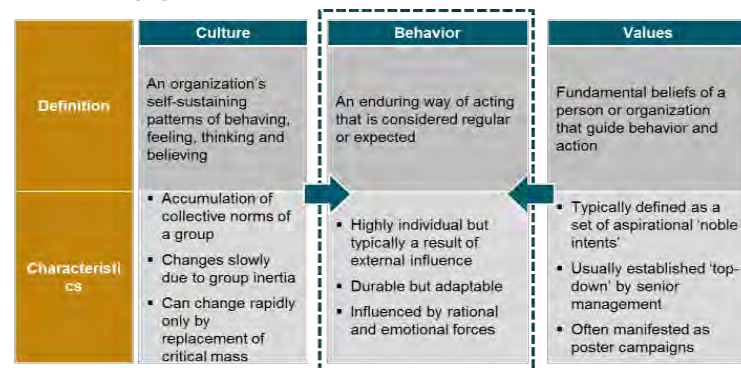 Culture
Behavior
Values
Definition
An organization's
self-sustaining
patterns of behaving,
feeling, thinking and
believing
An enduring way of acting
that is considered regular
or expected
Fundamental beliefs of a
person or organization
that guide behavior and
action
Characteristi
cs
▪ Accumulation of
collective norms of
a group
▪ Changes slowly
due to group inertia
▪ Can change rapidly
only by
replacement of
critical mass
▪ Highly individual but
typically a result of
external influence
▪ Durable but adaptable
▪ Influenced by rational
and emotional forces
▪ Typically defined as a
set of aspirational 'noble
intents'
▪ Usually established 'top-
down' by senior
management
▪ Often manifested as
poster campaigns